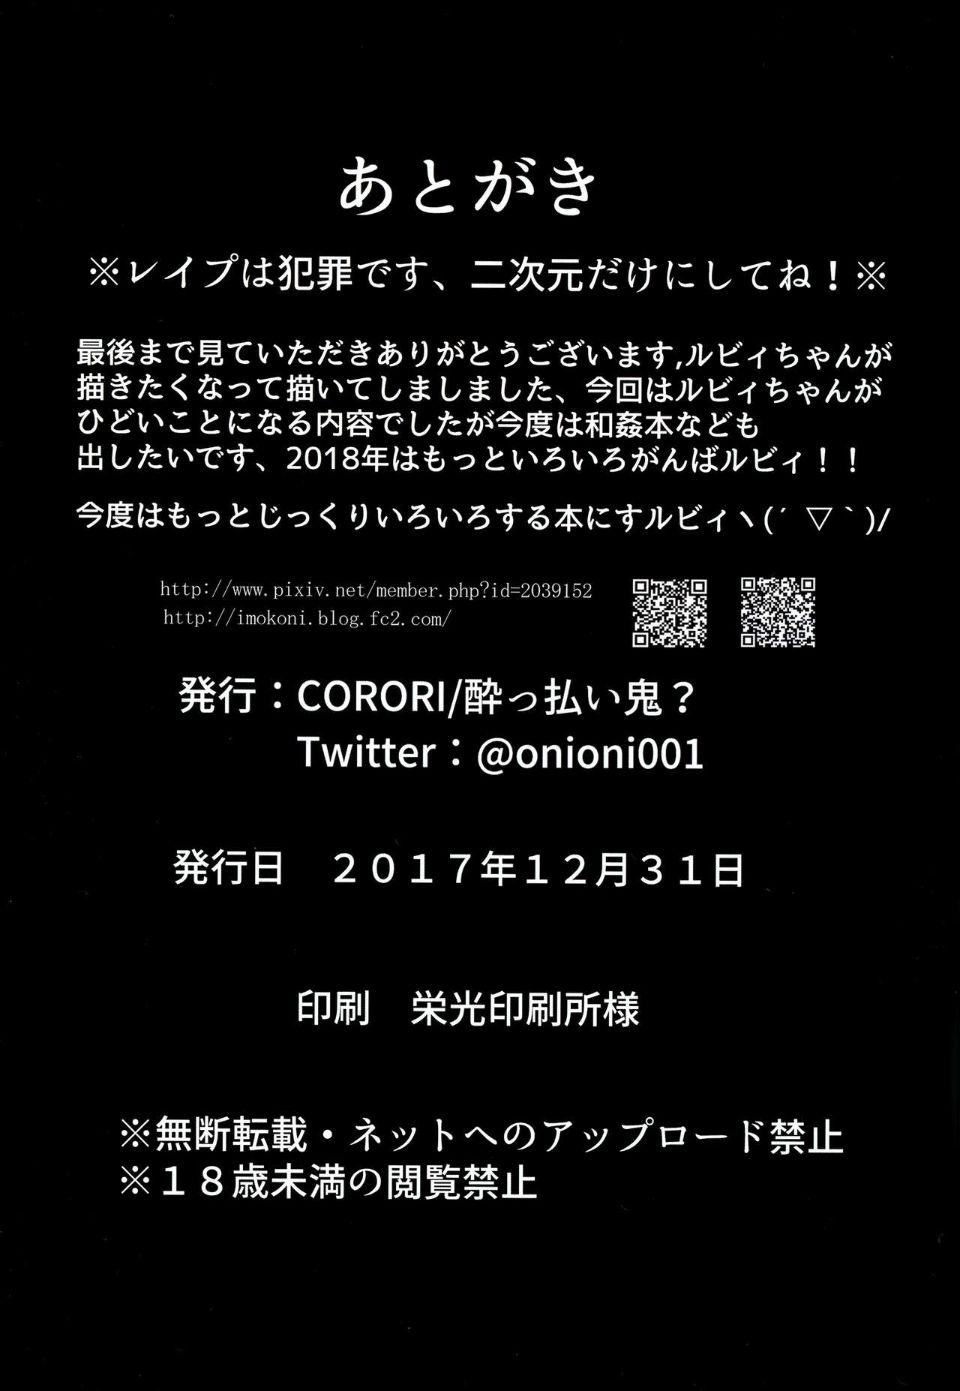 あとがき
※レイプは犯罪です、二次元だけにしてね！※
最後まで見ていただきありがとうございます,ルビィちゃんが
描きたくなって描いてしましました、今回はルビィちゃんが
ひどいことになる内容でしたが今度は和姦本なども
出したいです、2018年はもっといろいろがんばルビィ！！
今度はもっとじっくりいろいろする本にすルビィヽ(´ ▽｀)/
http://www.pixiv.net/member.php?id=2039152
http://imokoni.blog.fc2.com/
発行：CORORI/酔っ払い鬼？
Twitter：@onioni001
発行日　２０１７年１２月３１日
印刷　栄光印刷所様
※無断転載・ネットへのアップロード禁止
※１８歳未満の閲覧禁止